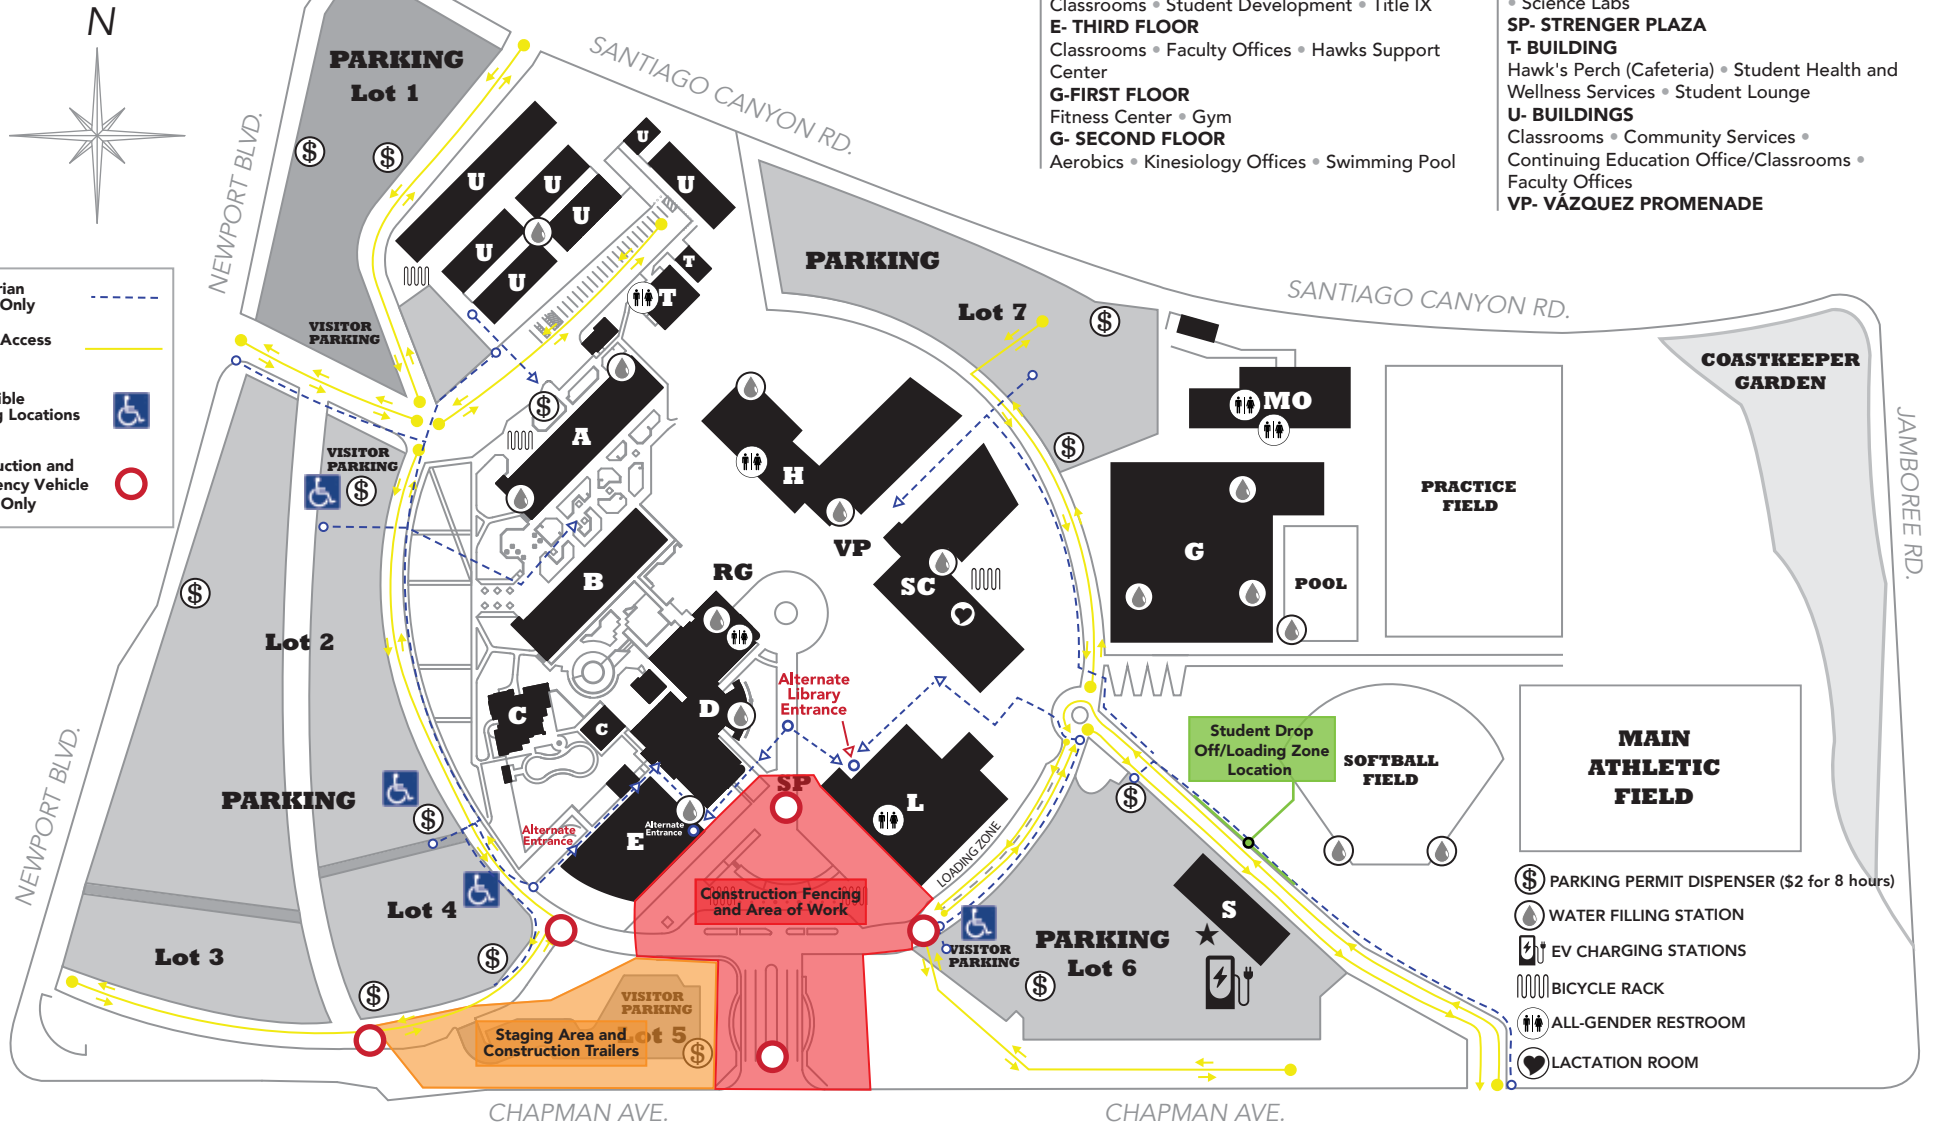 N
Classrooms • Student Development • Title IX
E- THIRD FLOOR
Classrooms • Faculty Offices • Hawks Support
Center
G-FIRST FLOOR
Fitness Center • Gym
G- SECOND FLOOR
Aerobics • Kinesiology Offices • Swimming Pool
• Science Labs
SP- STRENGER PLAZA
T- BUILDING
Hawk's Perch (Cafeteria) • Student Health and
Wellness Services • Student Lounge
U- BUILDINGS
Classrooms • Community Services •
Continuing Education Office/Classrooms •
Faculty Offices
VP- VÁZQUEZ PROMENADE
PARKING
Lot 1
SANTIAGO CANYON RD.
NEWPORT BLVD.
U
U
U
U
U
U
U
T
T
VISITOR
PARKING
PARKING
Lot 7
SANTIAGO CANYON RD.
COASTKEEPER
GARDEN
JAMBOREE RD.
rian
Only
Access
ible
g Locations
uction and
ency Vehicle
Only
VISITOR
PARKING
A
H
MO
PRACTICE
FIELD
G
POOL
B
VP
RG
SC
Lot 2
C
C
D
Alternate
Library
Entrance
Student Drop
Off/Loading Zone
Location
SOFTBALL
FIELD
MAIN
ATHLETIC
FIELD
NEWPORT BLVD.
PARKING
SP
L
E
Alternate
Entrance
Alternate
Entrance
LOADING ZONE
Construction Fencing
and Area of Work
Lot 4
Lot 3
VISITOR
PARKING
PARKING
Lot 6
S
VISITOR
PARKING
Lot 5
Staging Area and
Construction Trailers
$ PARKING PERMIT DISPENSER ($2 for 8 hours)
WATER FILLING STATION
EV CHARGING STATIONS
BICYCLE RACK
ALL-GENDER RESTROOM
LACTATION ROOM
CHAPMAN AVE.
CHAPMAN AVE.